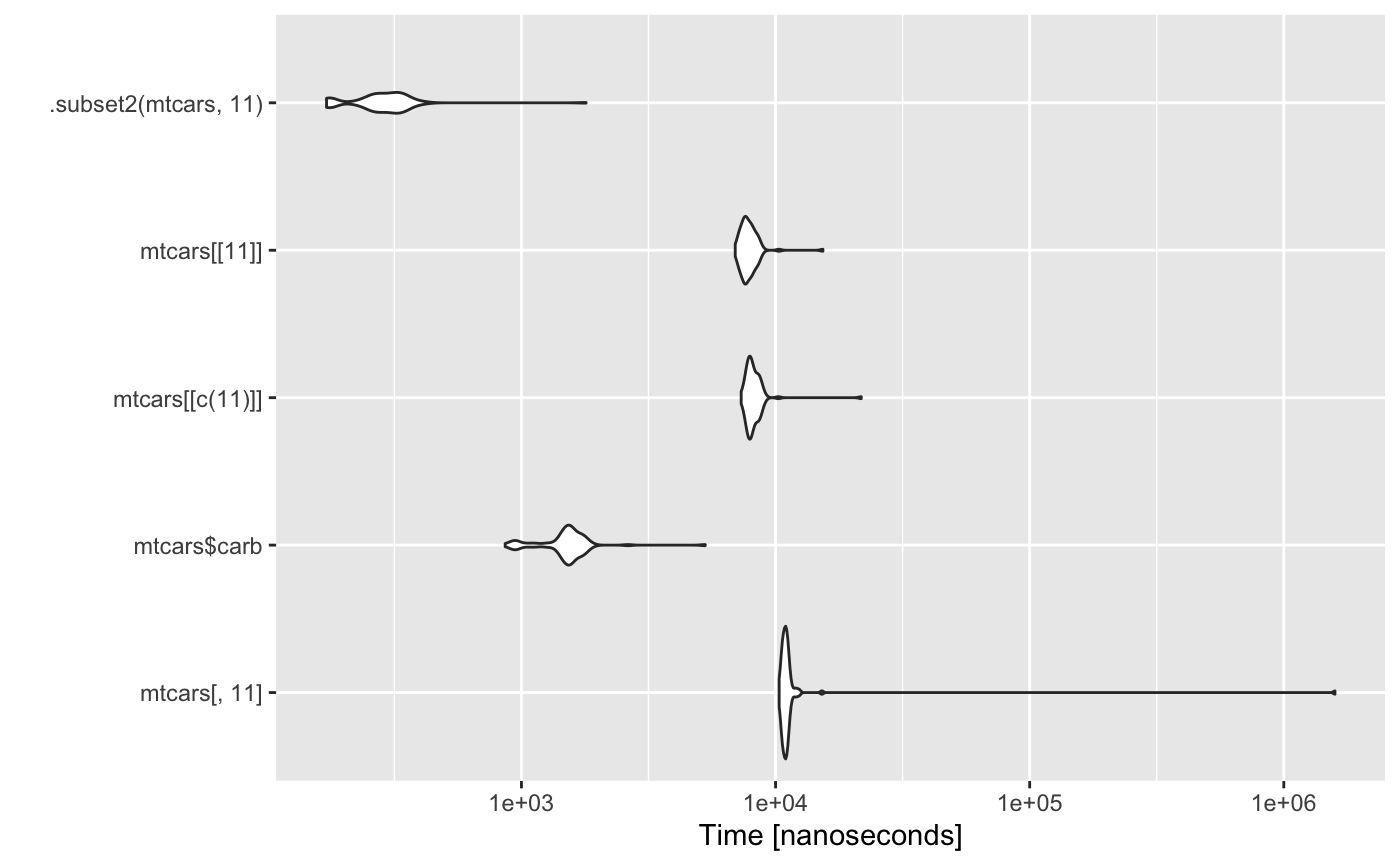 .subset2(mtcars, 11)
mtcars[[11]]
mtcars[[c(11)]]
mtcars$carb
mtcars[, 11]
1e+03 1e+04 1e+05 1e+06
Time [nanoseconds]